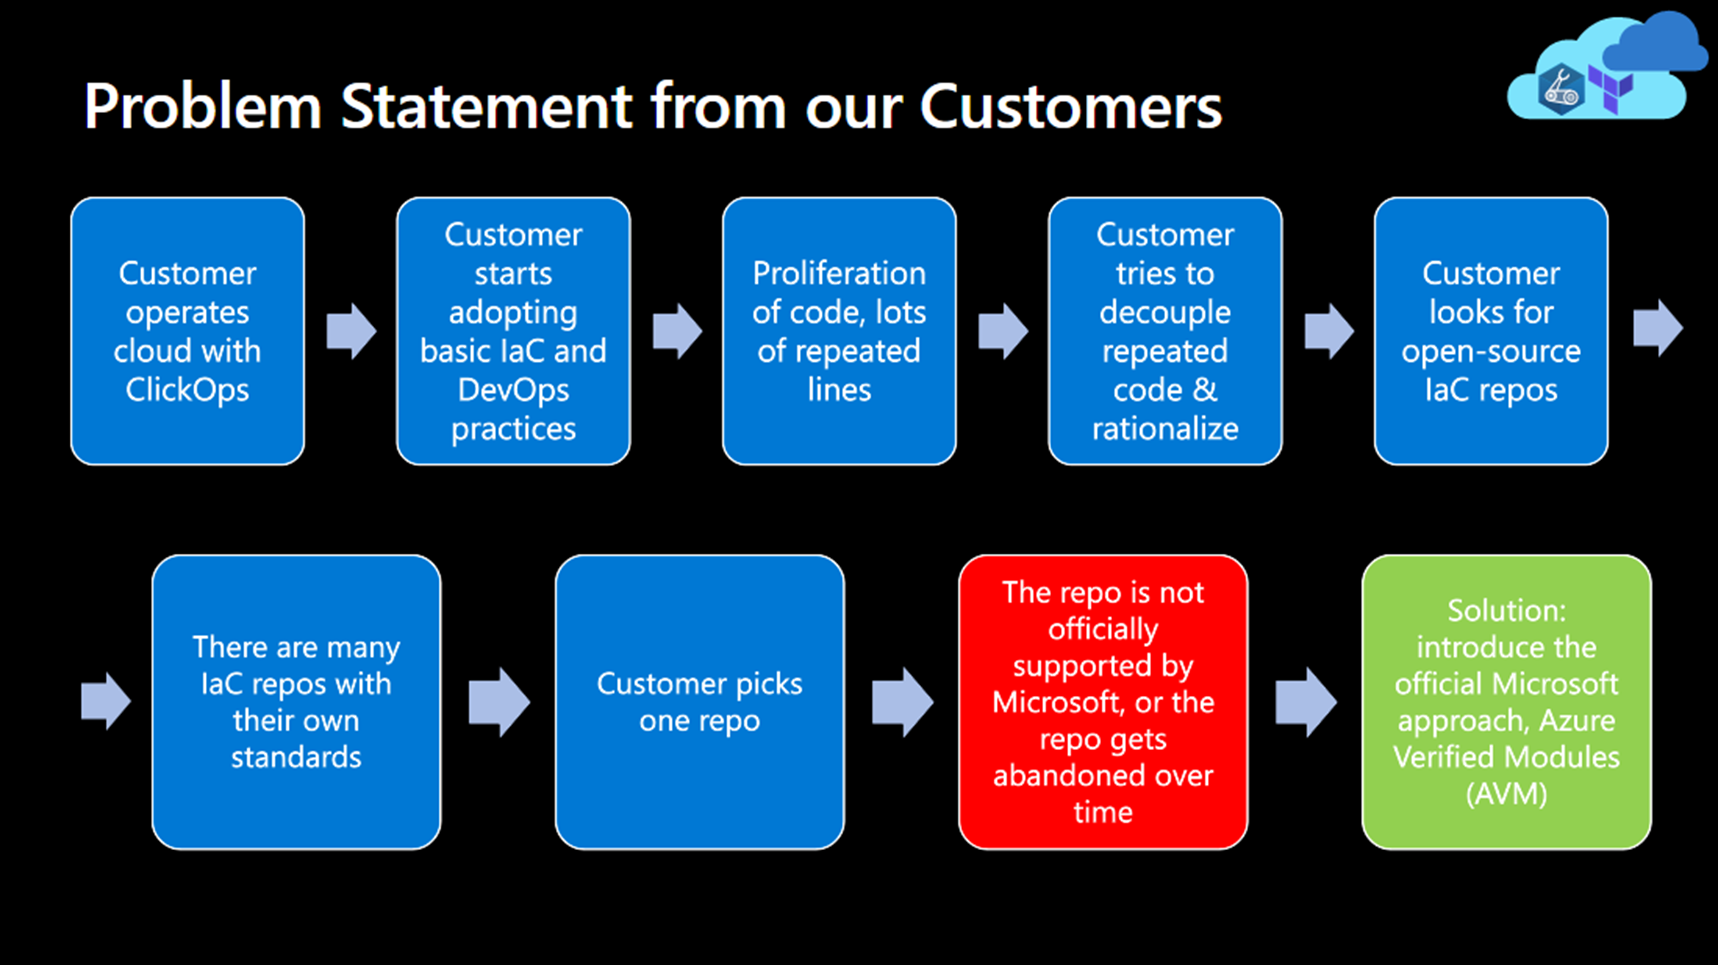 Problem Statement from our Customers
Customer
operates
cloud with
ClickOps
Customer
starts
adopting
basic IaC and
DevOps
practices
Proliferation
of code, lots
of repeated
lines
Customer
tries to
decouple
repeated
code &
rationalize
Customer
looks for
open-source
IaC repos
There are many
IaC repos with
their own
standards
Customer picks
one repo
The repo is not
officially
supported by
Microsoft, or the
repo gets
abandoned over
time
Solution:
introduce the
official Microsoft
approach, Azure
Verified Modules
(AVM)